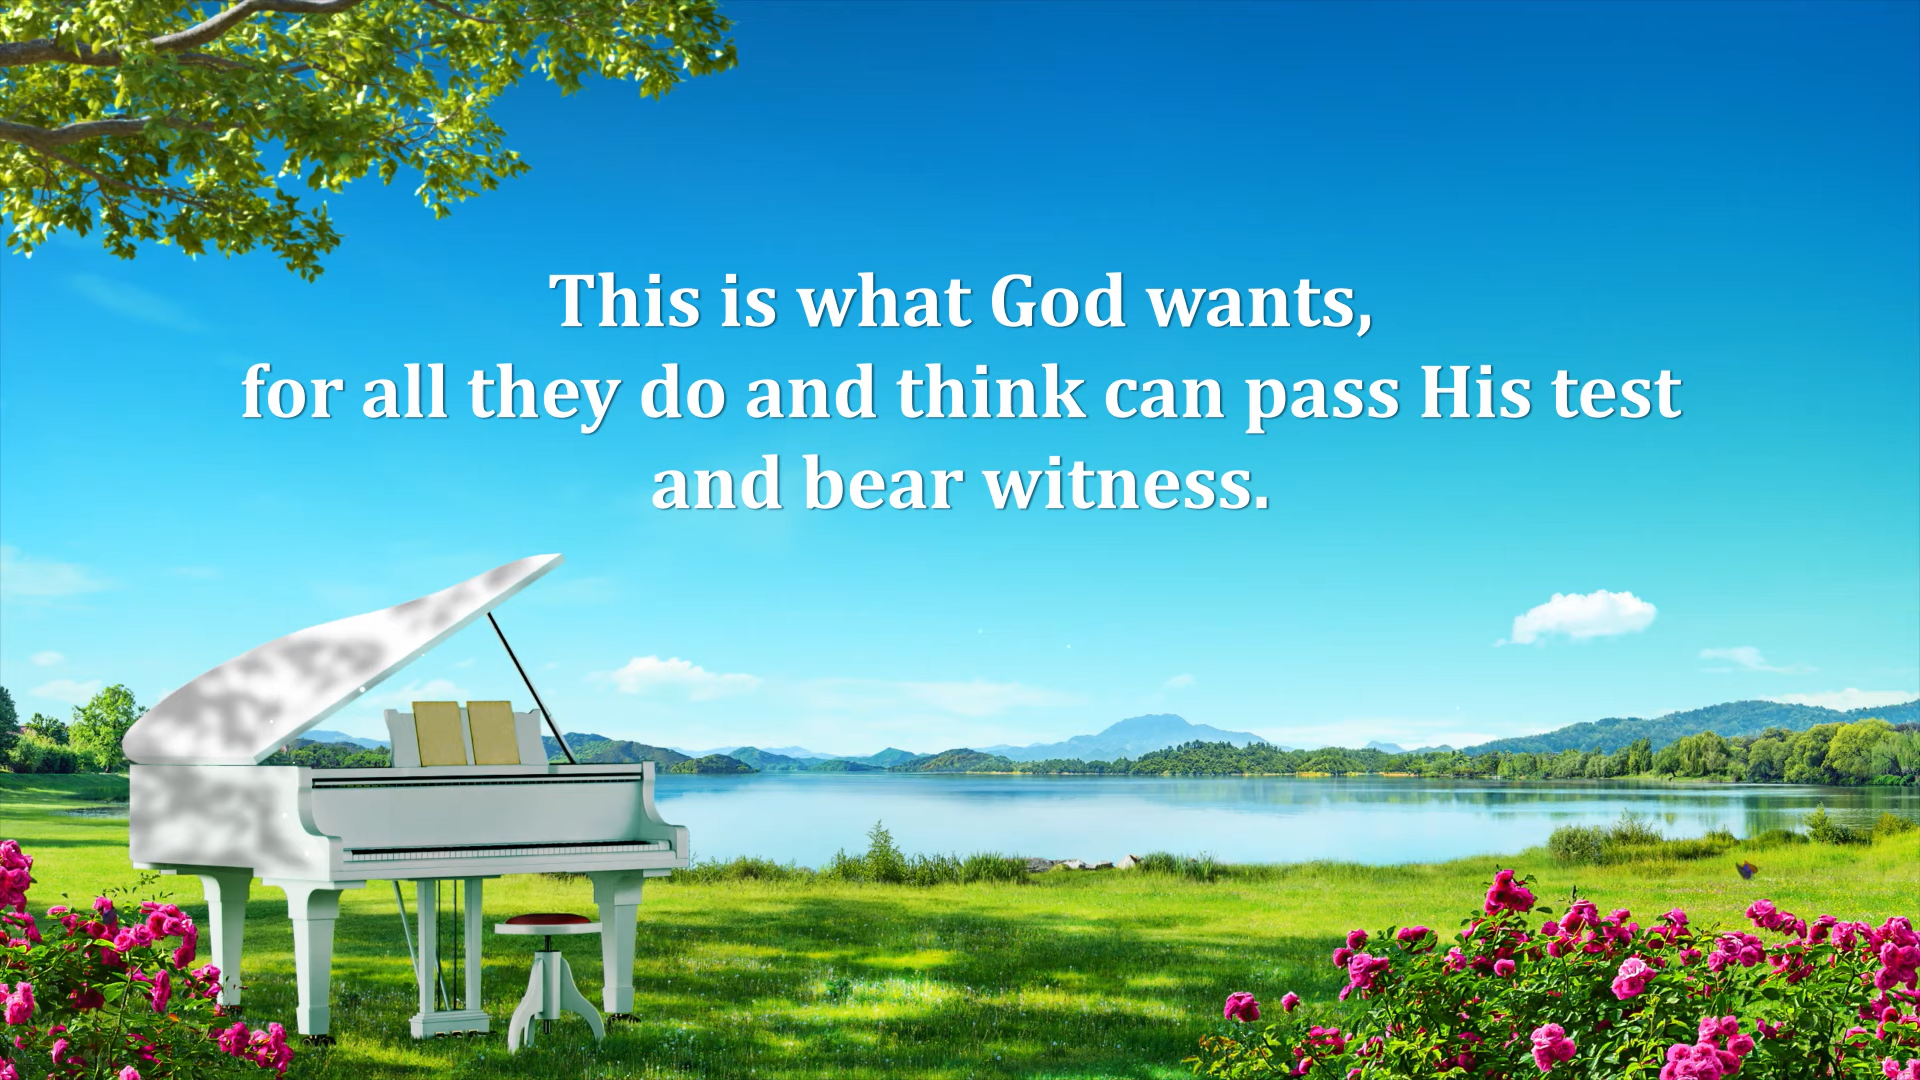 This is what God wants,
for all they do and think can pass His test
and bear witness.